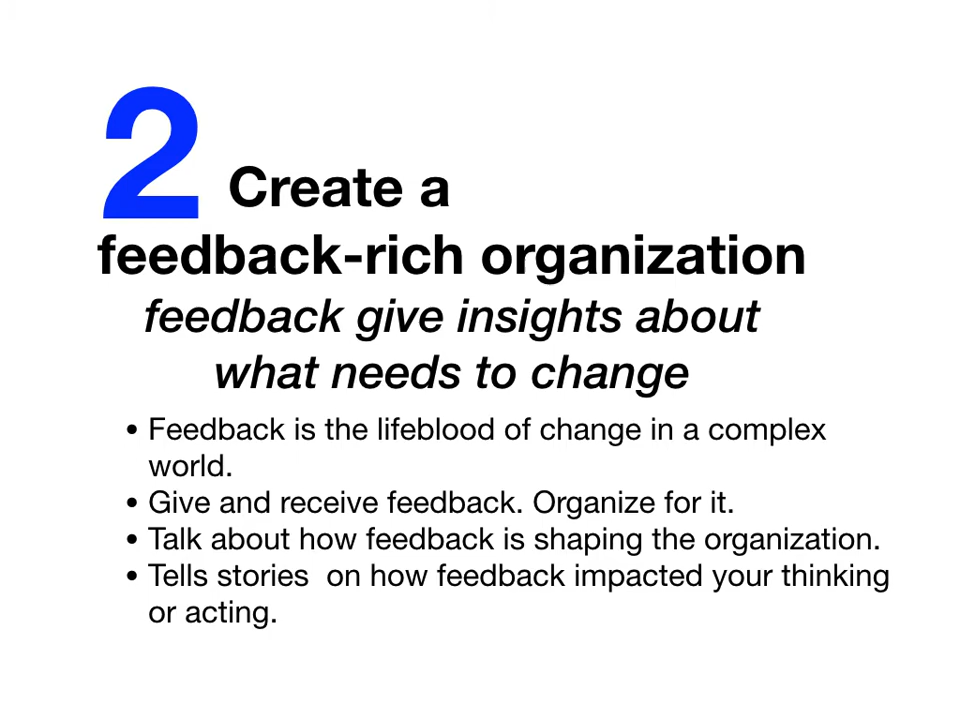 2 Create a
feedback-rich organization
feedback give insights about
what needs to change
• Feedback is the lifeblood of change in a complex
world.
• Give and receive feedback. Organize for it.
• Talk about how feedback is shaping the organization.
• Tells stories  on how feedback impacted your thinking
or acting.